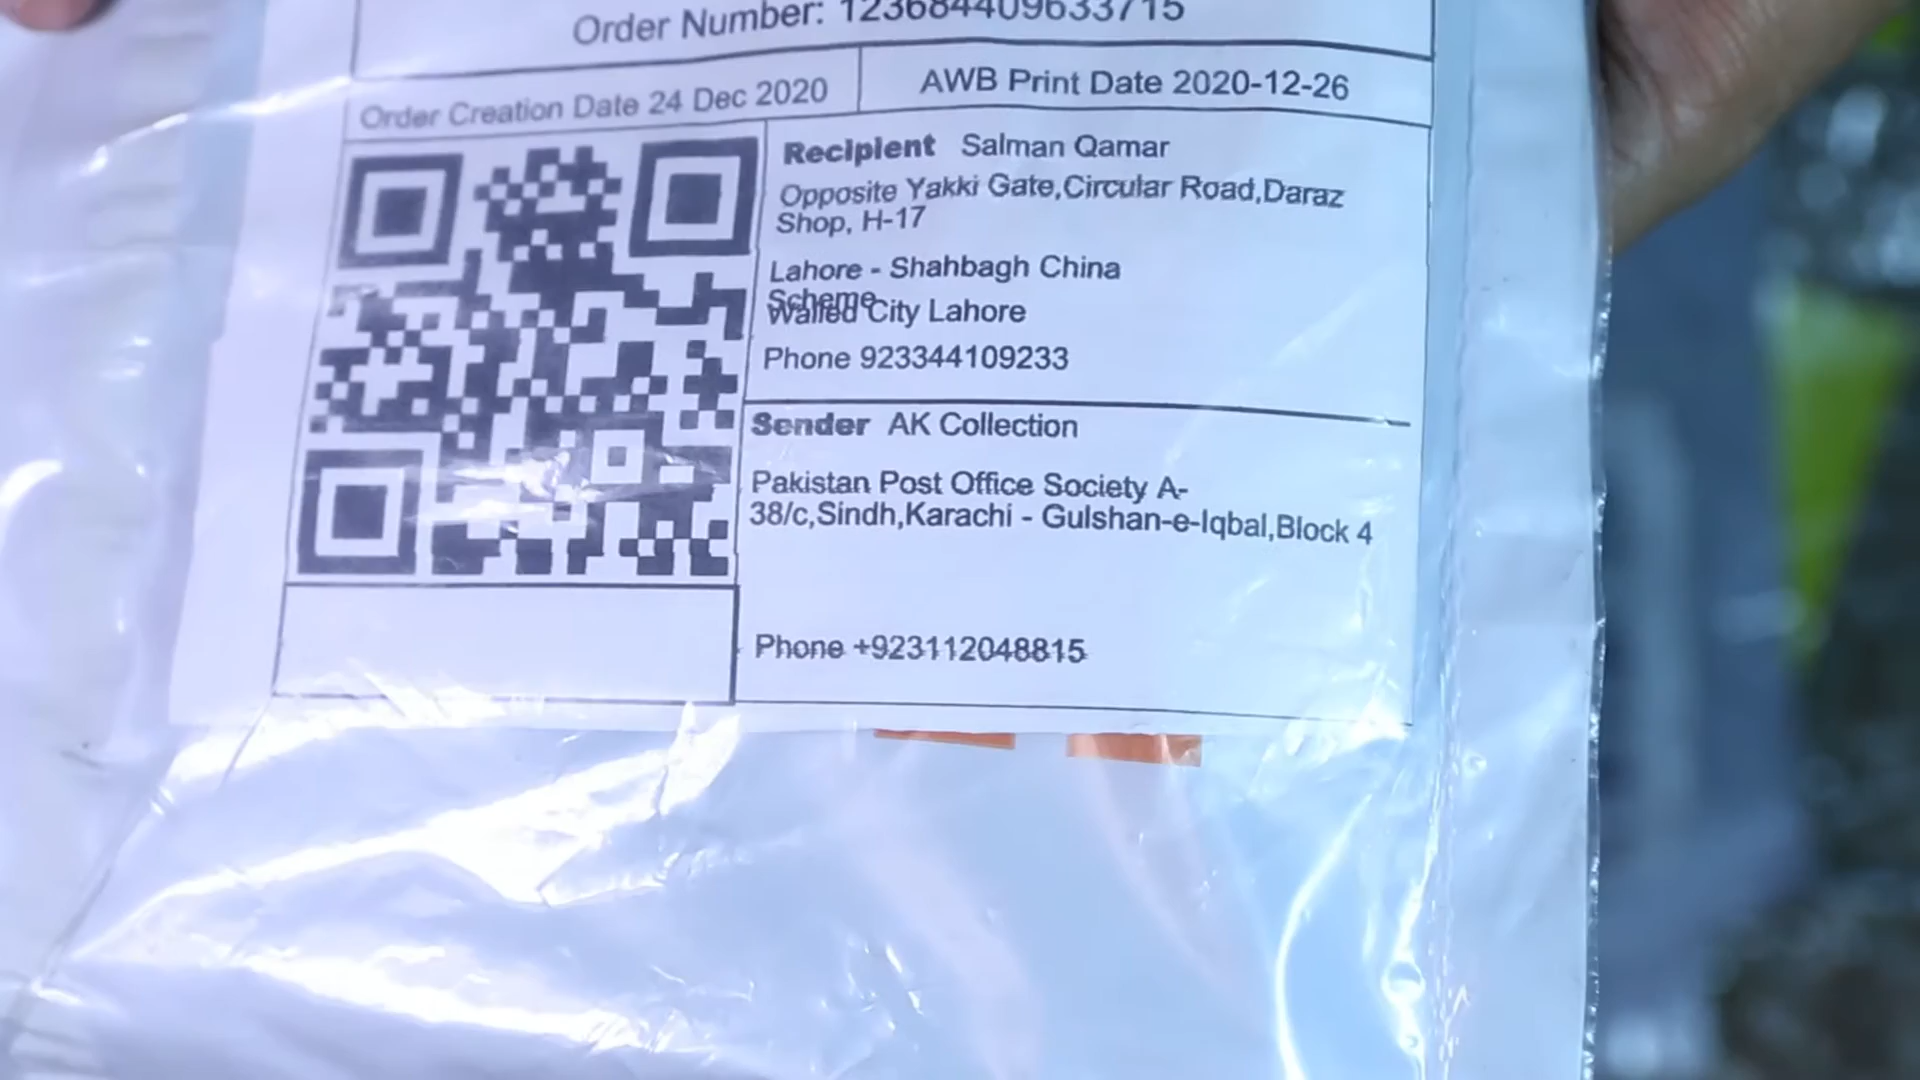 Order Number: 123684409633715
Order Creation Date 24 Dec 2020
AWB Print Date 2020-12-26
Recipient Salman Qamar
Opposite Yakki Gate,Circular Road,Daraz
Shop, H-17
Lahore - Shahbagh China
Scheme
Walled City Lahore
Phone 923344109233
Sender AK Collection
Pakistan Post Office Society A-
38/c,Sindh,Karachi - Gulshan-e-Iqbal,Block 4
Phone +923112048815